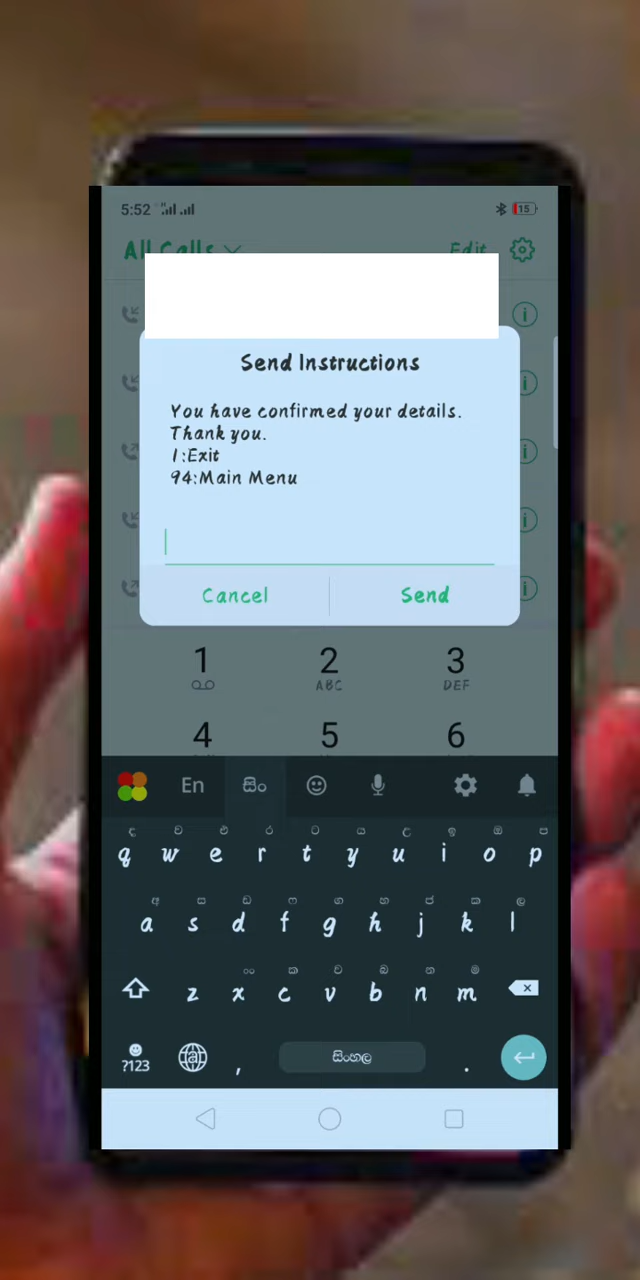 5:52
15
All Calls
Edit
Send Instructions
You have confirmed your details.
Thank you.
1:Exit
94:Main Menu
Cancel
Send
1
2
3
ABC
DEF
4
5
6
En
සිං
q w e r t y u i o p
a s d f g h j k l
z x c v b n m
?123
,
සිංහල
.